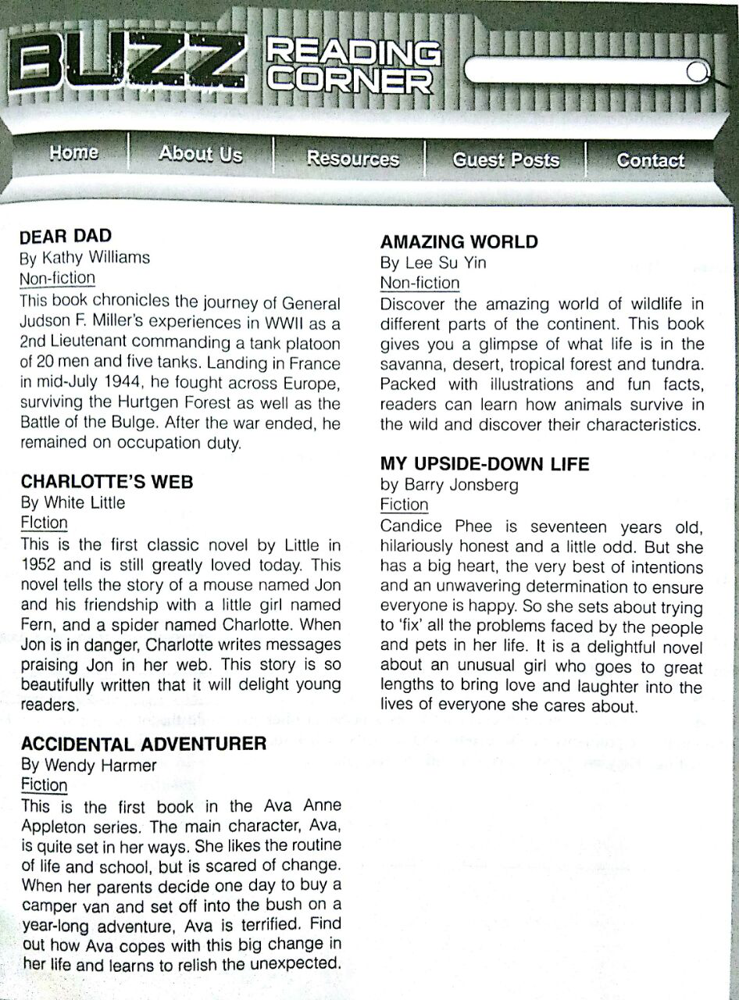 BUZZ
READING
CORNER
Home
About Us
Resources
Guest Posts
Contact
DEAR DAD
By Kathy Williams
Non-fiction
This book chronicles the journey of General
Judson F. Miller's experiences in WWII as a
2nd Lieutenant commanding a tank platoon
of 20 men and five tanks. Landing in France
in mid-July 1944, he fought across Europe,
surviving the Hurtgen Forest as well as the
Battle of the Bulge. After the war ended, he
remained on occupation duty.
CHARLOTTE'S WEB
By White Little
FIction
This is the first classic novel by Little in
1952 and is still greatly loved today. This
novel tells the story of a mouse named Jon
and his friendship with a little girl named
Fern, and a spider named Charlotte. When
Jon is in danger, Charlotte writes messages
praising Jon in her web. This story is so
beautifully written that it will delight young
readers.
ACCIDENTAL ADVENTURER
By Wendy Harmer
Fiction
This is the first book in the Ava Anne
Appleton series. The main character, Ava,
is quite set in her ways. She likes the routine
of life and school, but is scared of change.
When her parents decide one day to buy a
camper van and set off into the bush on a
year-long adventure, Ava is terrified. Find
out how Ava copes with this big change in
her life and learns to relish the unexpected.
AMAZING WORLD
By Lee Su Yin
Non-fiction
Discover the amazing world of wildlife in
different parts of the continent. This book
gives you a glimpse of what life is in the
savanna, desert, tropical forest and tundra.
Packed with illustrations and fun facts,
readers can learn how animals survive in
the wild and discover their characteristics.
MY UPSIDE-DOWN LIFE
by Barry Jonsberg
Fiction
Candice Phee is seventeen years old,
hilariously honest and a little odd. But she
has a big heart, the very best of intentions
and an unwavering determination to ensure
everyone is happy. So she sets about trying
to 'fix' all the problems faced by the people
and pets in her life. It is a delightful novel
about an unusual girl who goes to great
lengths to bring love and laughter into the
lives of everyone she cares about.